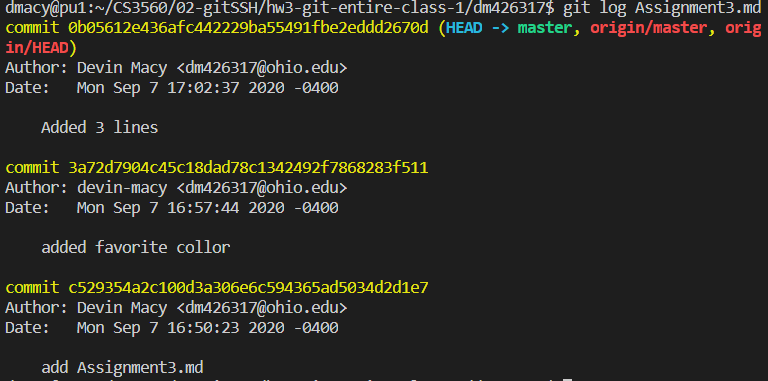 dmacy@pu1:~/CS3560/02-gitSSH/hw3-git-entire-class-1/dm426317$ git log Assignment3.md
commit 0b05612e436afc442229ba55491fbe2eddd2670d (HEAD -> master, origin/master, orig
in/HEAD)
Author: Devin Macy <dm426317@ohio.edu>
Date:   Mon Sep 7 17:02:37 2020 -0400
    Added 3 lines
commit 3a72d7904c45c18dad78c1342492f7868283f511
Author: devin-macy <dm426317@ohio.edu>
Date:   Mon Sep 7 16:57:44 2020 -0400
    added favorite collor
commit c529354a2c100d3a306e6c594365ad5034d2d1e7
Author: Devin Macy <dm426317@ohio.edu>
Date:   Mon Sep 7 16:50:23 2020 -0400
    add Assignment3.md